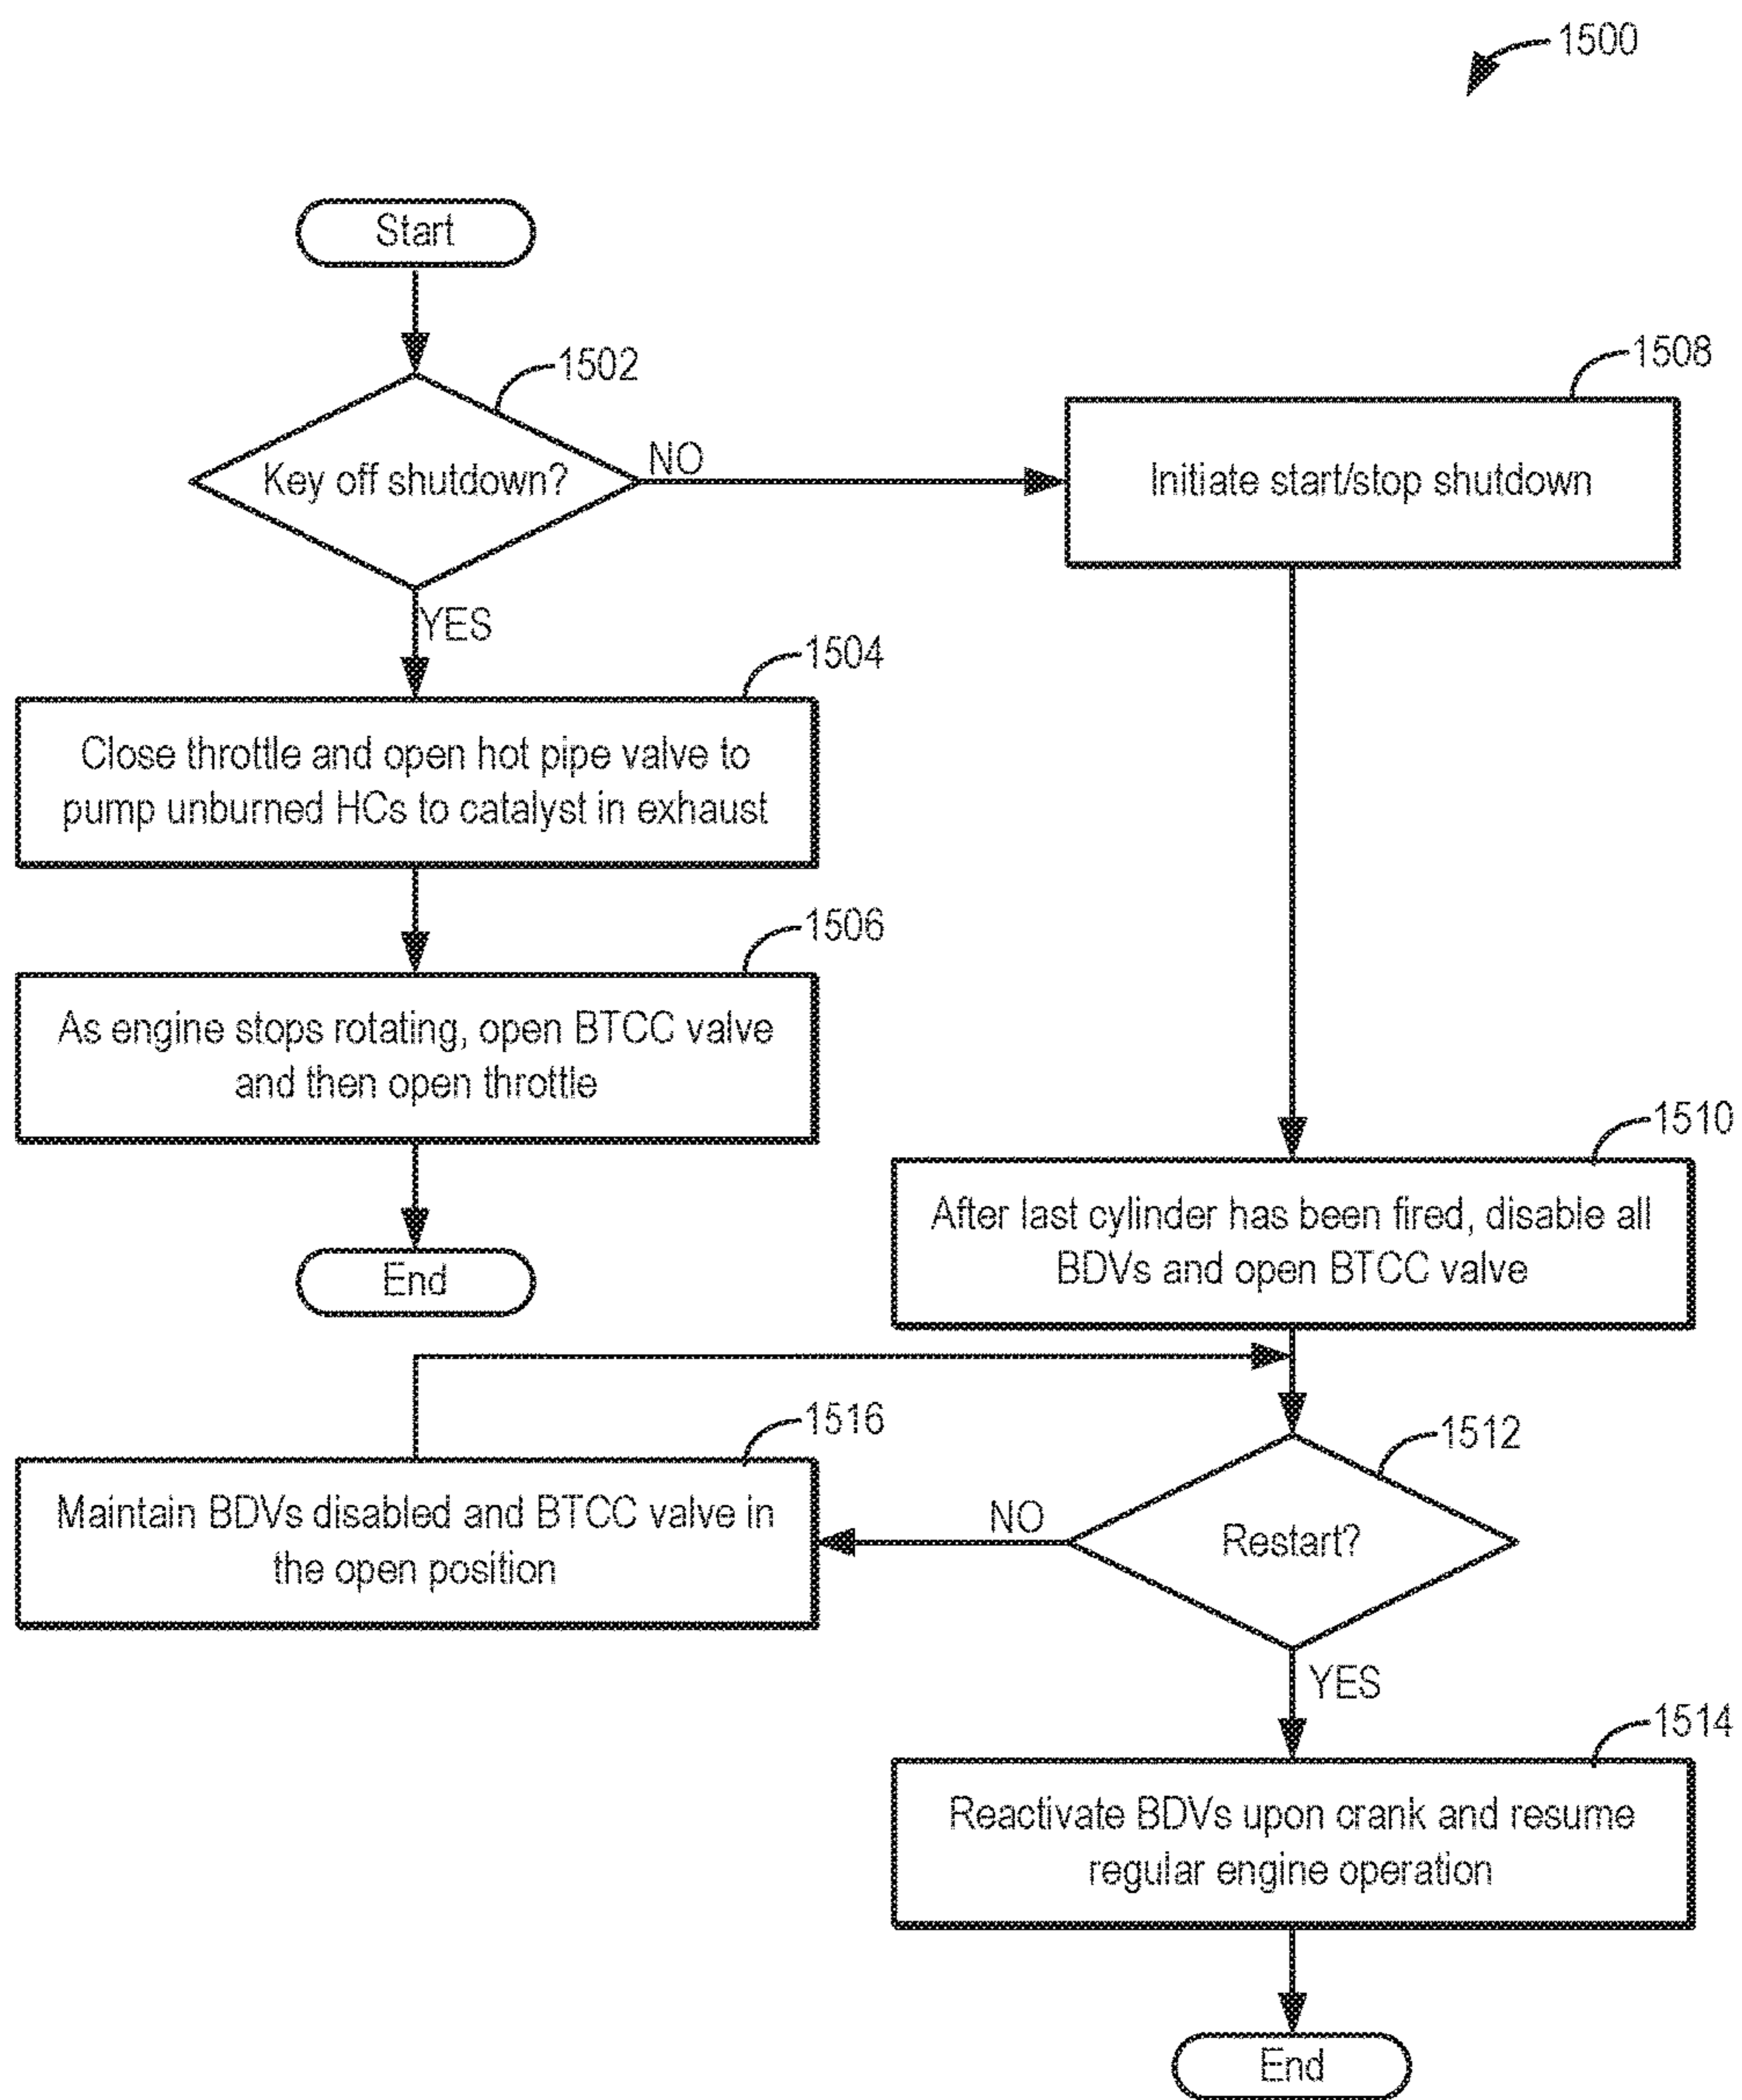 1500
Start
1502
Key off shutdown?
NO
1508
Initiate start/stop shutdown
YES
1504
Close throttle and open hot pipe valve to
pump unburned HCs to catalyst in exhaust
1506
As engine stops rotating, open BTCC valve
and then open throttle
End
1510
After last cylinder has been fired, disable all
BDVs and open BTCC valve
1512
Restart?
NO
1516
Maintain BDVs disabled and BTCC valve in
the open position
YES
1514
Reactivate BDVs upon crank and resume
regular engine operation
End